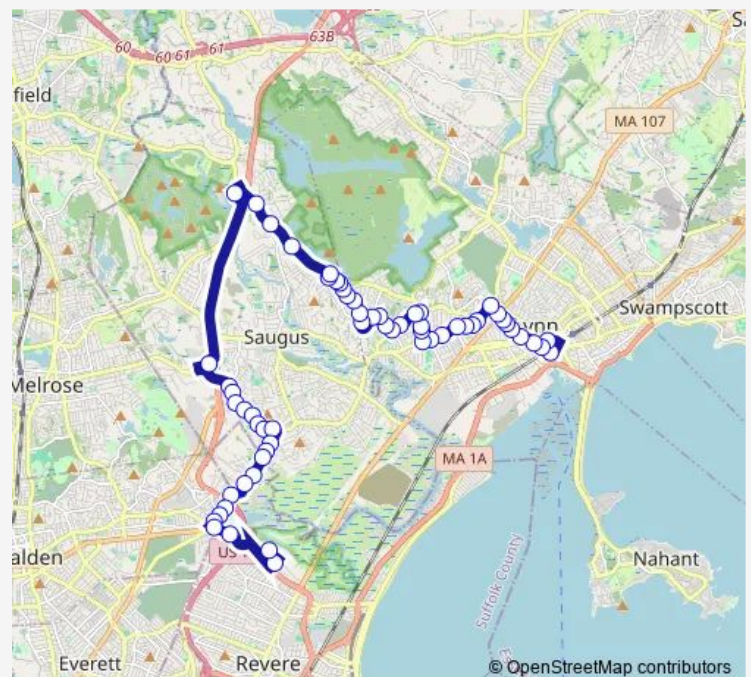 60
60 61
61
63B
S
field
MA 107
Swampscott
ynn
Saugus
Melrose
MA 1A
alden
US
Suffolk County
Nahant
Everett
Revere
© OpenStreetMap contributors